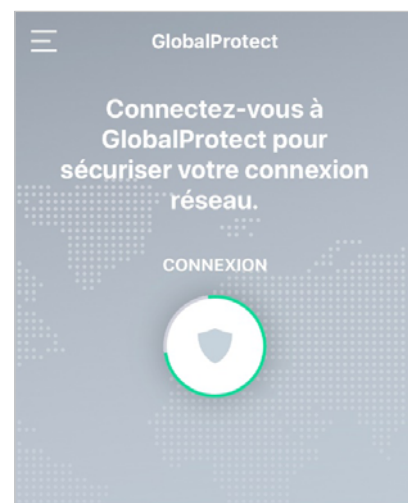 GlobalProtect
Connectez-vous à
GlobalProtect pour
sécuriser votre connexion
réseau.
CONNEXION